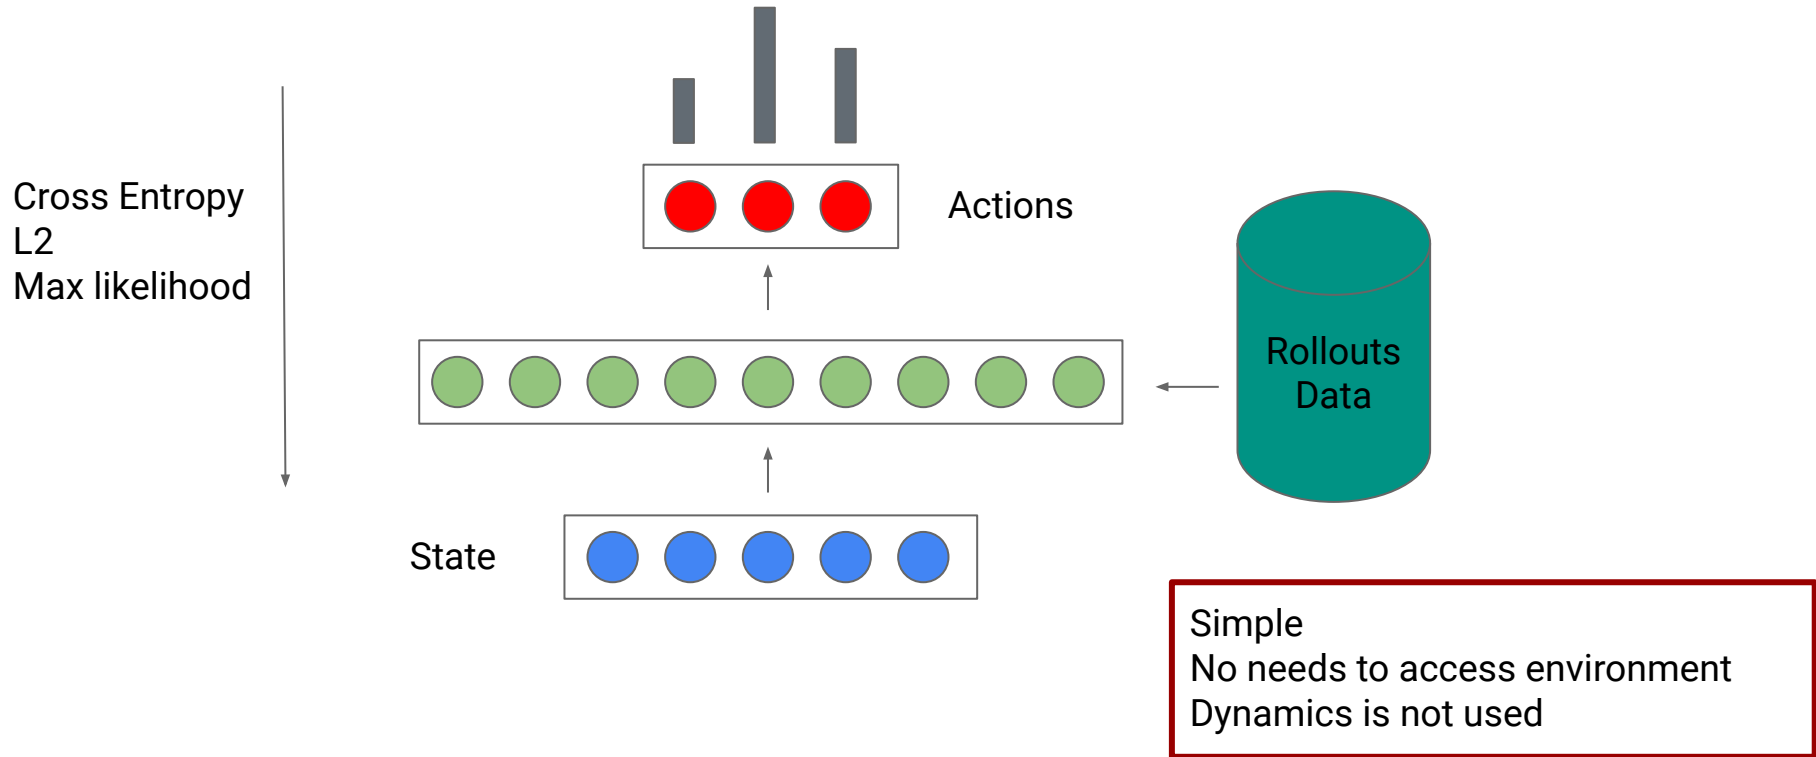 Cross Entropy
L2
Max likelihood
Actions
Rollouts
Data
State
Simple
No needs to access environment
Dynamics is not used